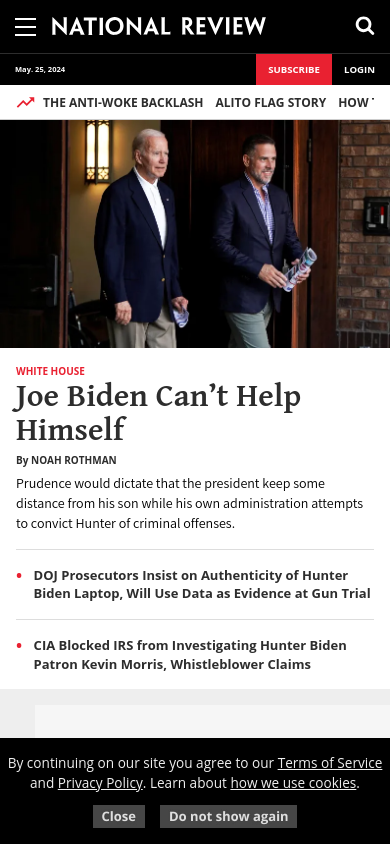 NATIONAL REVIEW
May. 25, 2024
SUBSCRIBE
LOGIN
THE ANTI-WOKE BACKLASH ALITO FLAG STORY HOW
WHITE HOUSE
Joe Biden Can’t Help
Himself
By NOAH ROTHMAN
Prudence would dictate that the president keep some
distance from his son while his own administration attempts
to convict Hunter of criminal offenses.
• DOJ Prosecutors Insist on Authenticity of Hunter
Biden Laptop, Will Use Data as Evidence at Gun Trial
• CIA Blocked IRS from Investigating Hunter Biden
Patron Kevin Morris, Whistleblower Claims
By continuing on our site you agree to our Terms of Service
and Privacy Policy. Learn about how we use cookies.
Close
Do not show again